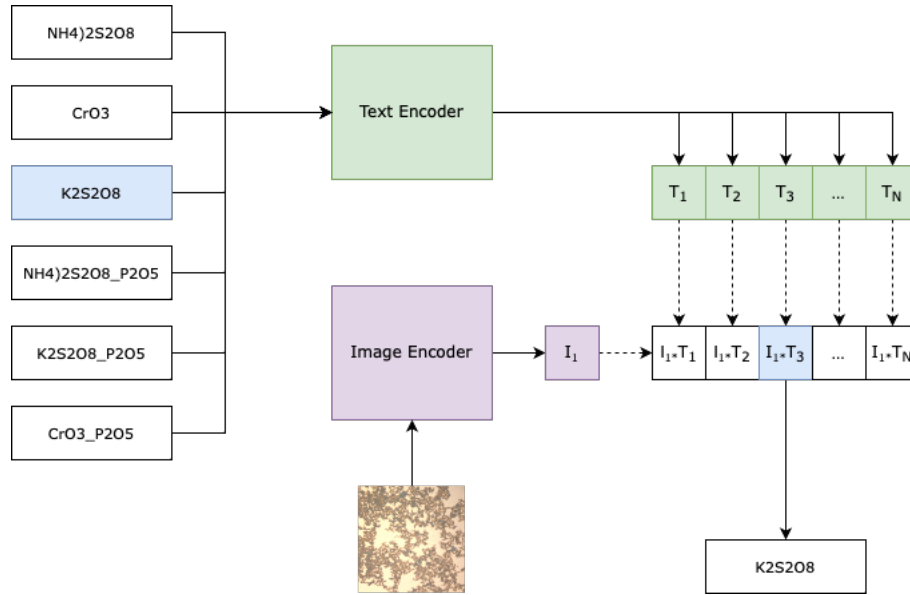 NH4)2S2O8
CrO3
K2S2O8
NH4)2S2O8_P2O5
K2S2O8_P2O5
CrO3_P2O5
Text Encoder
T1 T2 T3 ... TN
Image Encoder
I1
I1*T1 I1*T2 I1*T3 ... I1*TN
K2S2O8